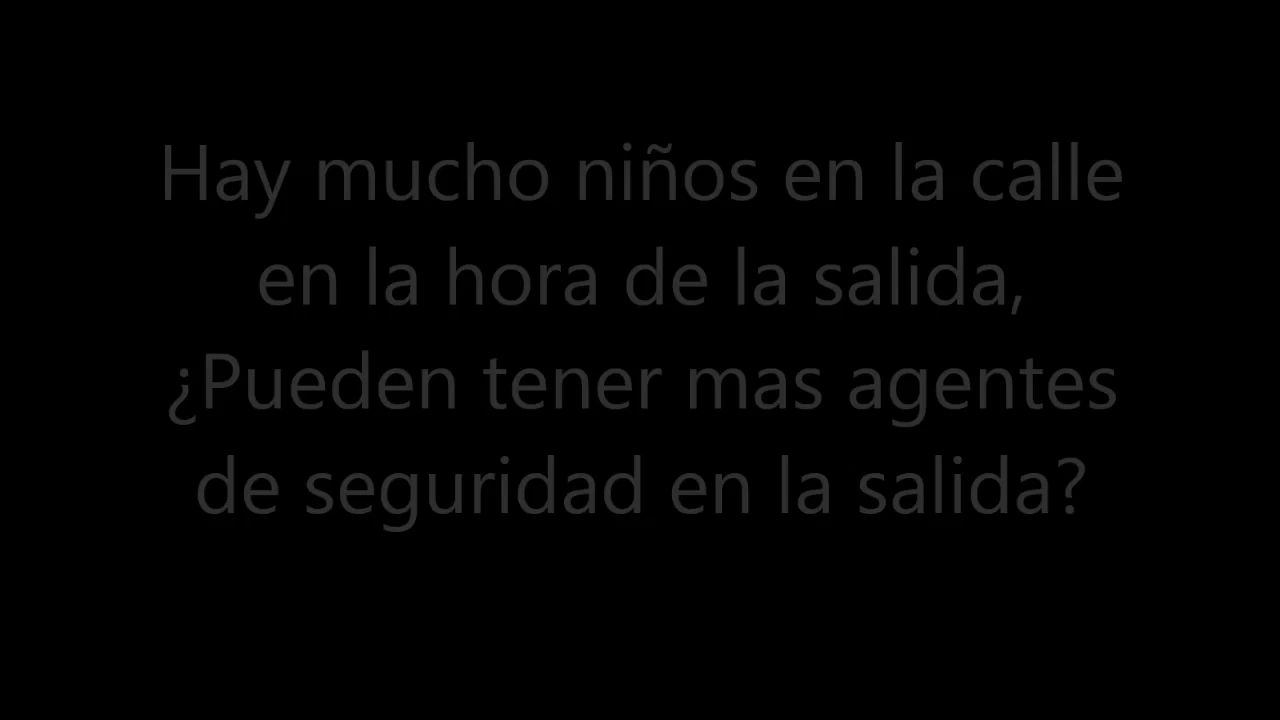 Hay mucho niños en la calle
en la hora de la salida,
¿Pueden tener mas agentes
de seguridad en la salida?